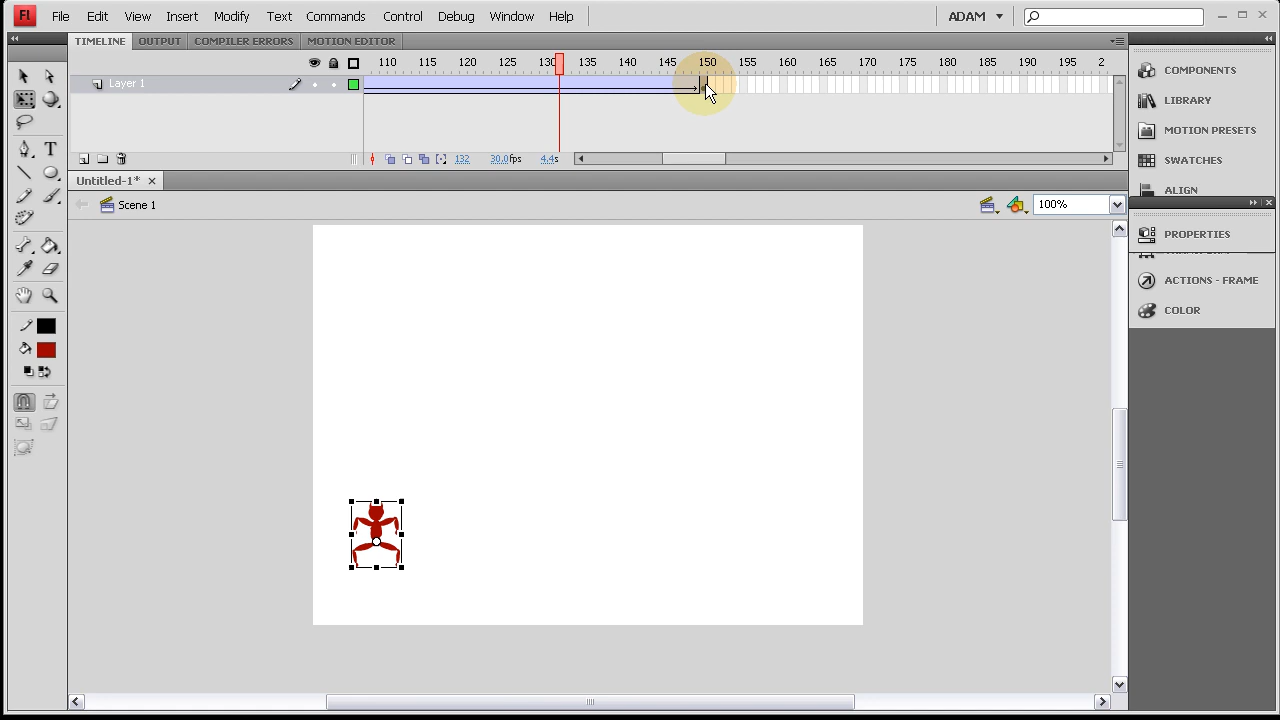 Fl File Edit View Insert Modify Text Commands Control Debug Window Help ADAM
TIMELINE OUTPUT COMPILER ERRORS MOTION EDITOR
110 115 120 125 130 135 140 145 150 155 160 165 170 175 180 185 190 195 2
Layer 1
132 30.0fps 4.4s
Untitled-1*
Scene 1
100%
COMPONENTS
LIBRARY
MOTION PRESETS
SWATCHES
ALIGN
PROPERTIES
ACTIONS - FRAME
COLOR
T